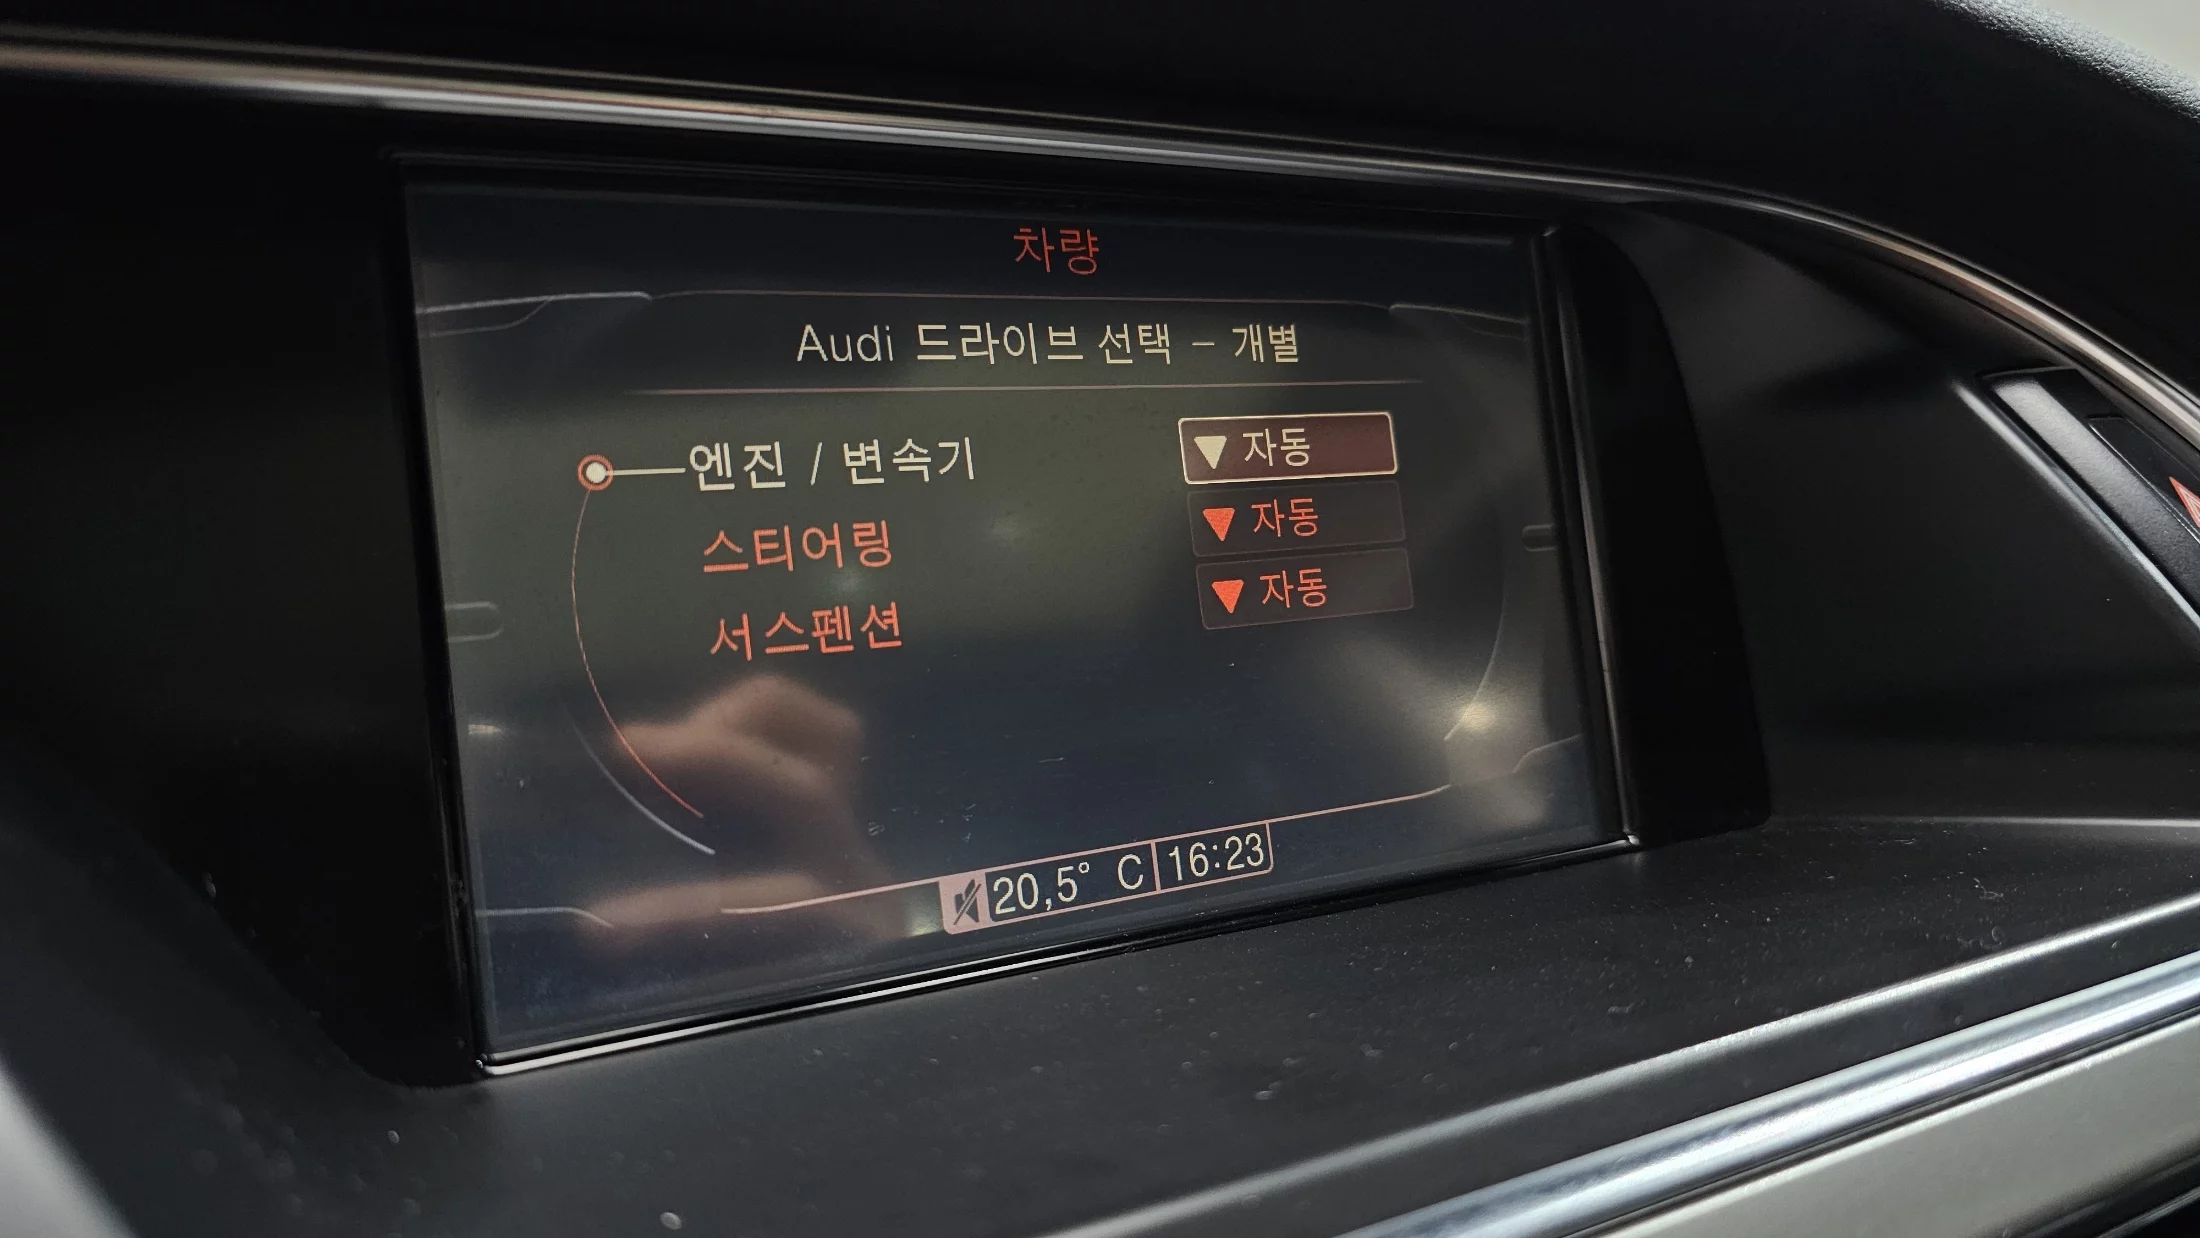 차량
Audi 드라이브 선택 - 개별
엔진 / 변속기 ▼ 자동
스티어링 ▼ 자동
서스펜션 ▼ 자동
20,5° C 16:23